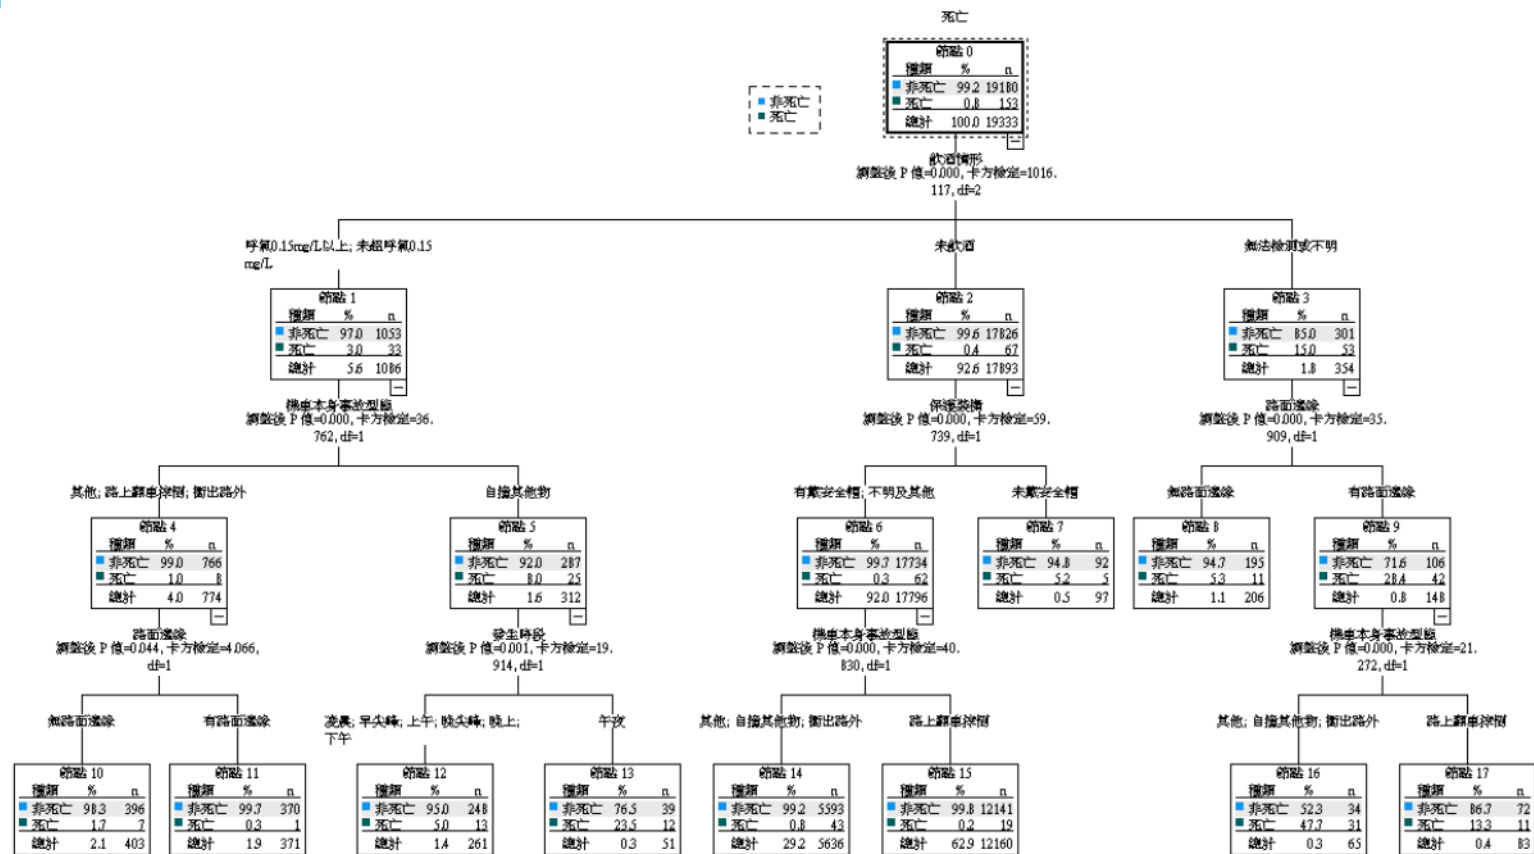 死亡
節點 0
種類 % n
非死亡 99.2 19180
死亡 0.8 153
總計 100.0 19333
非死亡
死亡
飲酒情形
調整後 P 值=0.000, 卡方檢定=1016.
117, df=2
呼氣0.15mg/L以上; 未超呼氣0.15
mg/L
未飲酒
無法檢測或不明
節點 1
種類 % n
非死亡 97.0 1053
死亡 3.0 33
總計 5.6 1086
節點 2
種類 % n
非死亡 99.6 17826
死亡 0.4 67
總計 92.6 17893
節點 3
種類 % n
非死亡 85.0 301
死亡 15.0 53
總計 1.8 354
機車本身事故型態
調整後 P 值=0.000, 卡方檢定=36.
762, df=1
保護裝備
調整後 P 值=0.000, 卡方檢定=59.
739, df=1
路面邊緣
調整後 P 值=0.000, 卡方檢定=35.
909, df=1
其他; 路上翻車摔倒; 衝出路外
自撞其他物
有戴安全帽; 不明及其他
未戴安全帽
無路面邊緣
有路面邊緣
節點 4
種類 % n
非死亡 99.0 766
死亡 1.0 8
總計 4.0 774
節點 5
種類 % n
非死亡 92.0 287
死亡 8.0 25
總計 1.6 312
節點 6
種類 % n
非死亡 99.7 17734
死亡 0.3 62
總計 92.0 17796
節點 7
種類 % n
非死亡 94.8 92
死亡 5.2 5
總計 0.5 97
節點 8
種類 % n
非死亡 94.7 195
死亡 5.3 11
總計 1.1 206
節點 9
種類 % n
非死亡 71.6 106
死亡 28.4 42
總計 0.8 148
路面邊緣
調整後 P 值=0.044, 卡方檢定=4.066,
df=1
發生時段
調整後 P 值=0.001, 卡方檢定=19.
914, df=1
機車本身事故型態
調整後 P 值=0.000, 卡方檢定=40.
830, df=1
機車本身事故型態
調整後 P 值=0.000, 卡方檢定=21.
272, df=1
無路面邊緣
有路面邊緣
凌晨; 早尖峰; 上午; 晚尖峰; 晚上;
下午
午夜
其他; 自撞其他物; 衝出路外
路上翻車摔倒
其他; 自撞其他物; 衝出路外
路上翻車摔倒
節點 10
種類 % n
非死亡 98.3 396
死亡 1.7 7
總計 2.1 403
節點 11
種類 % n
非死亡 99.7 370
死亡 0.3 1
總計 1.9 371
節點 12
種類 % n
非死亡 95.0 248
死亡 5.0 13
總計 1.4 261
節點 13
種類 % n
非死亡 76.5 39
死亡 23.5 12
總計 0.3 51
節點 14
種類 % n
非死亡 99.2 5593
死亡 0.8 43
總計 29.2 5636
節點 15
種類 % n
非死亡 99.8 12141
死亡 0.2 19
總計 62.9 12160
節點 16
種類 % n
非死亡 52.3 34
死亡 47.7 31
總計 0.3 65
節點 17
種類 % n
非死亡 86.7 72
死亡 13.3 11
總計 0.4 83